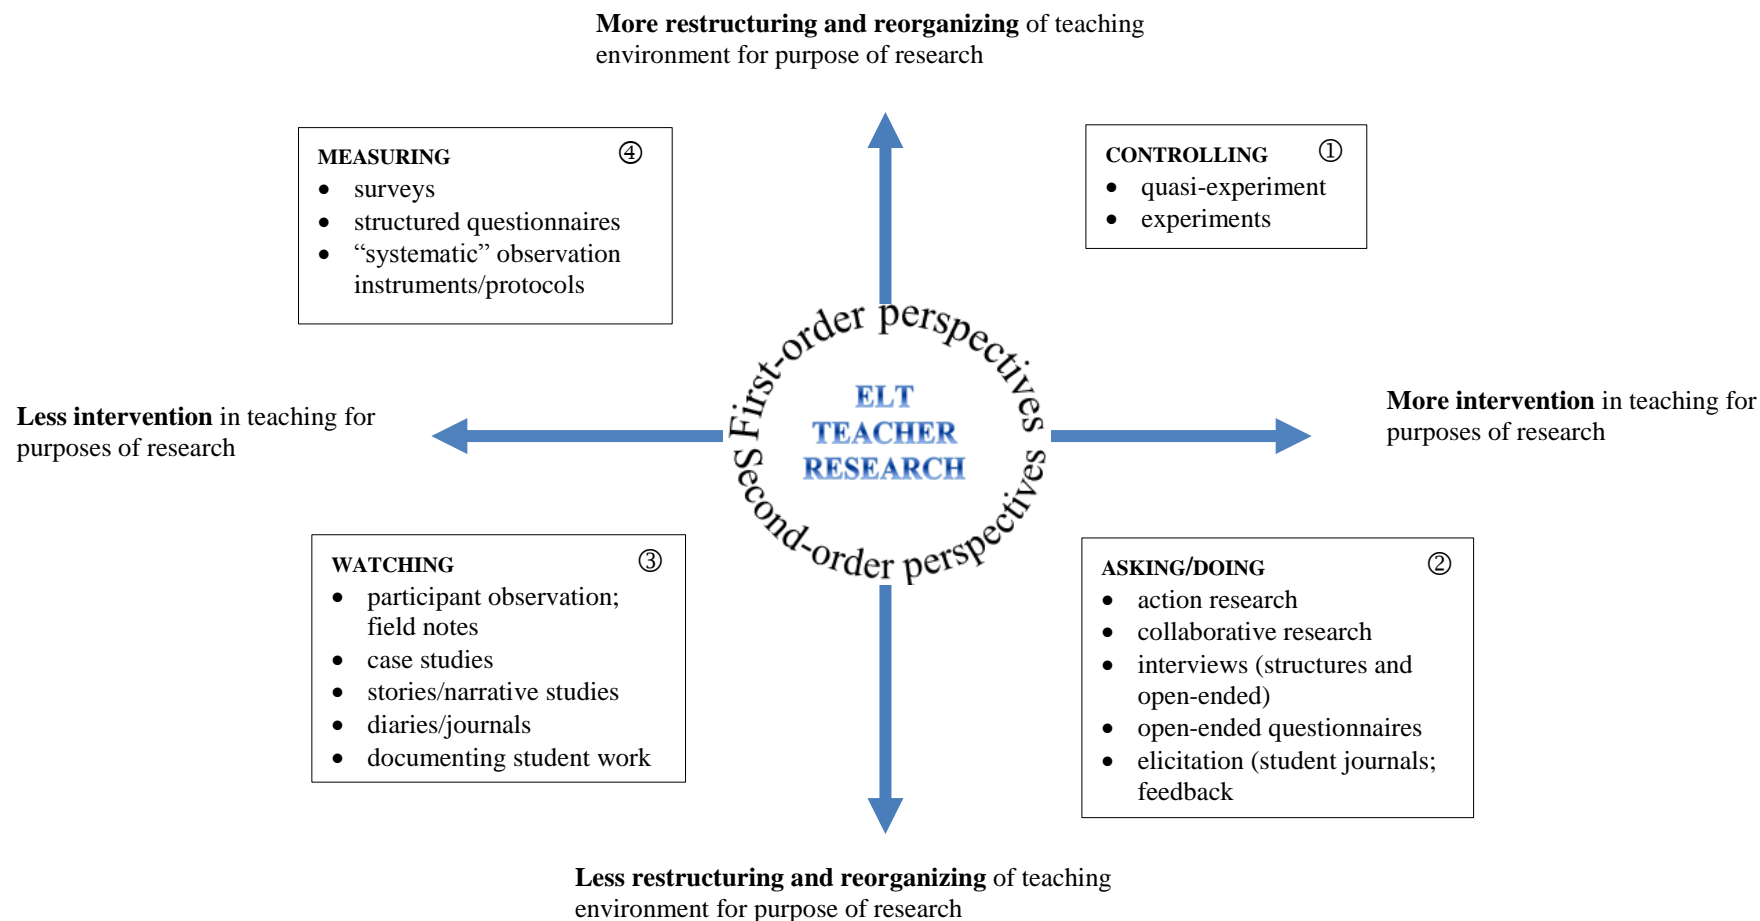 More restructuring and reorganizing of teaching
environment for purpose of research
MEASURING ④
• surveys
• structured questionnaires
• “systematic” observation
instruments/protocols
CONTROLLING ①
• quasi-experiment
• experiments
Less intervention in teaching for
purposes of research
First-order perspectives
ELT
TEACHER
RESEARCH
Second-order perspectives
More intervention in teaching for
purposes of research
WATCHING ③
• participant observation;
field notes
• case studies
• stories/narrative studies
• diaries/journals
• documenting student work
ASKING/DOING ②
• action research
• collaborative research
• interviews (structures and
open-ended)
• open-ended questionnaires
• elicitation (student journals;
feedback
Less restructuring and reorganizing of teaching
environment for purpose of research